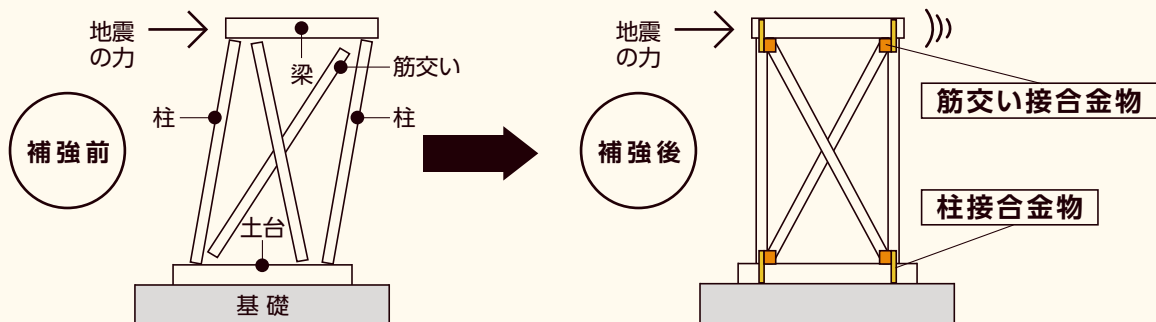 地震
の力
梁
筋交い
柱
柱
補強前
土台
基礎
地震
の力
筋交い接合金物
補強後
柱接合金物